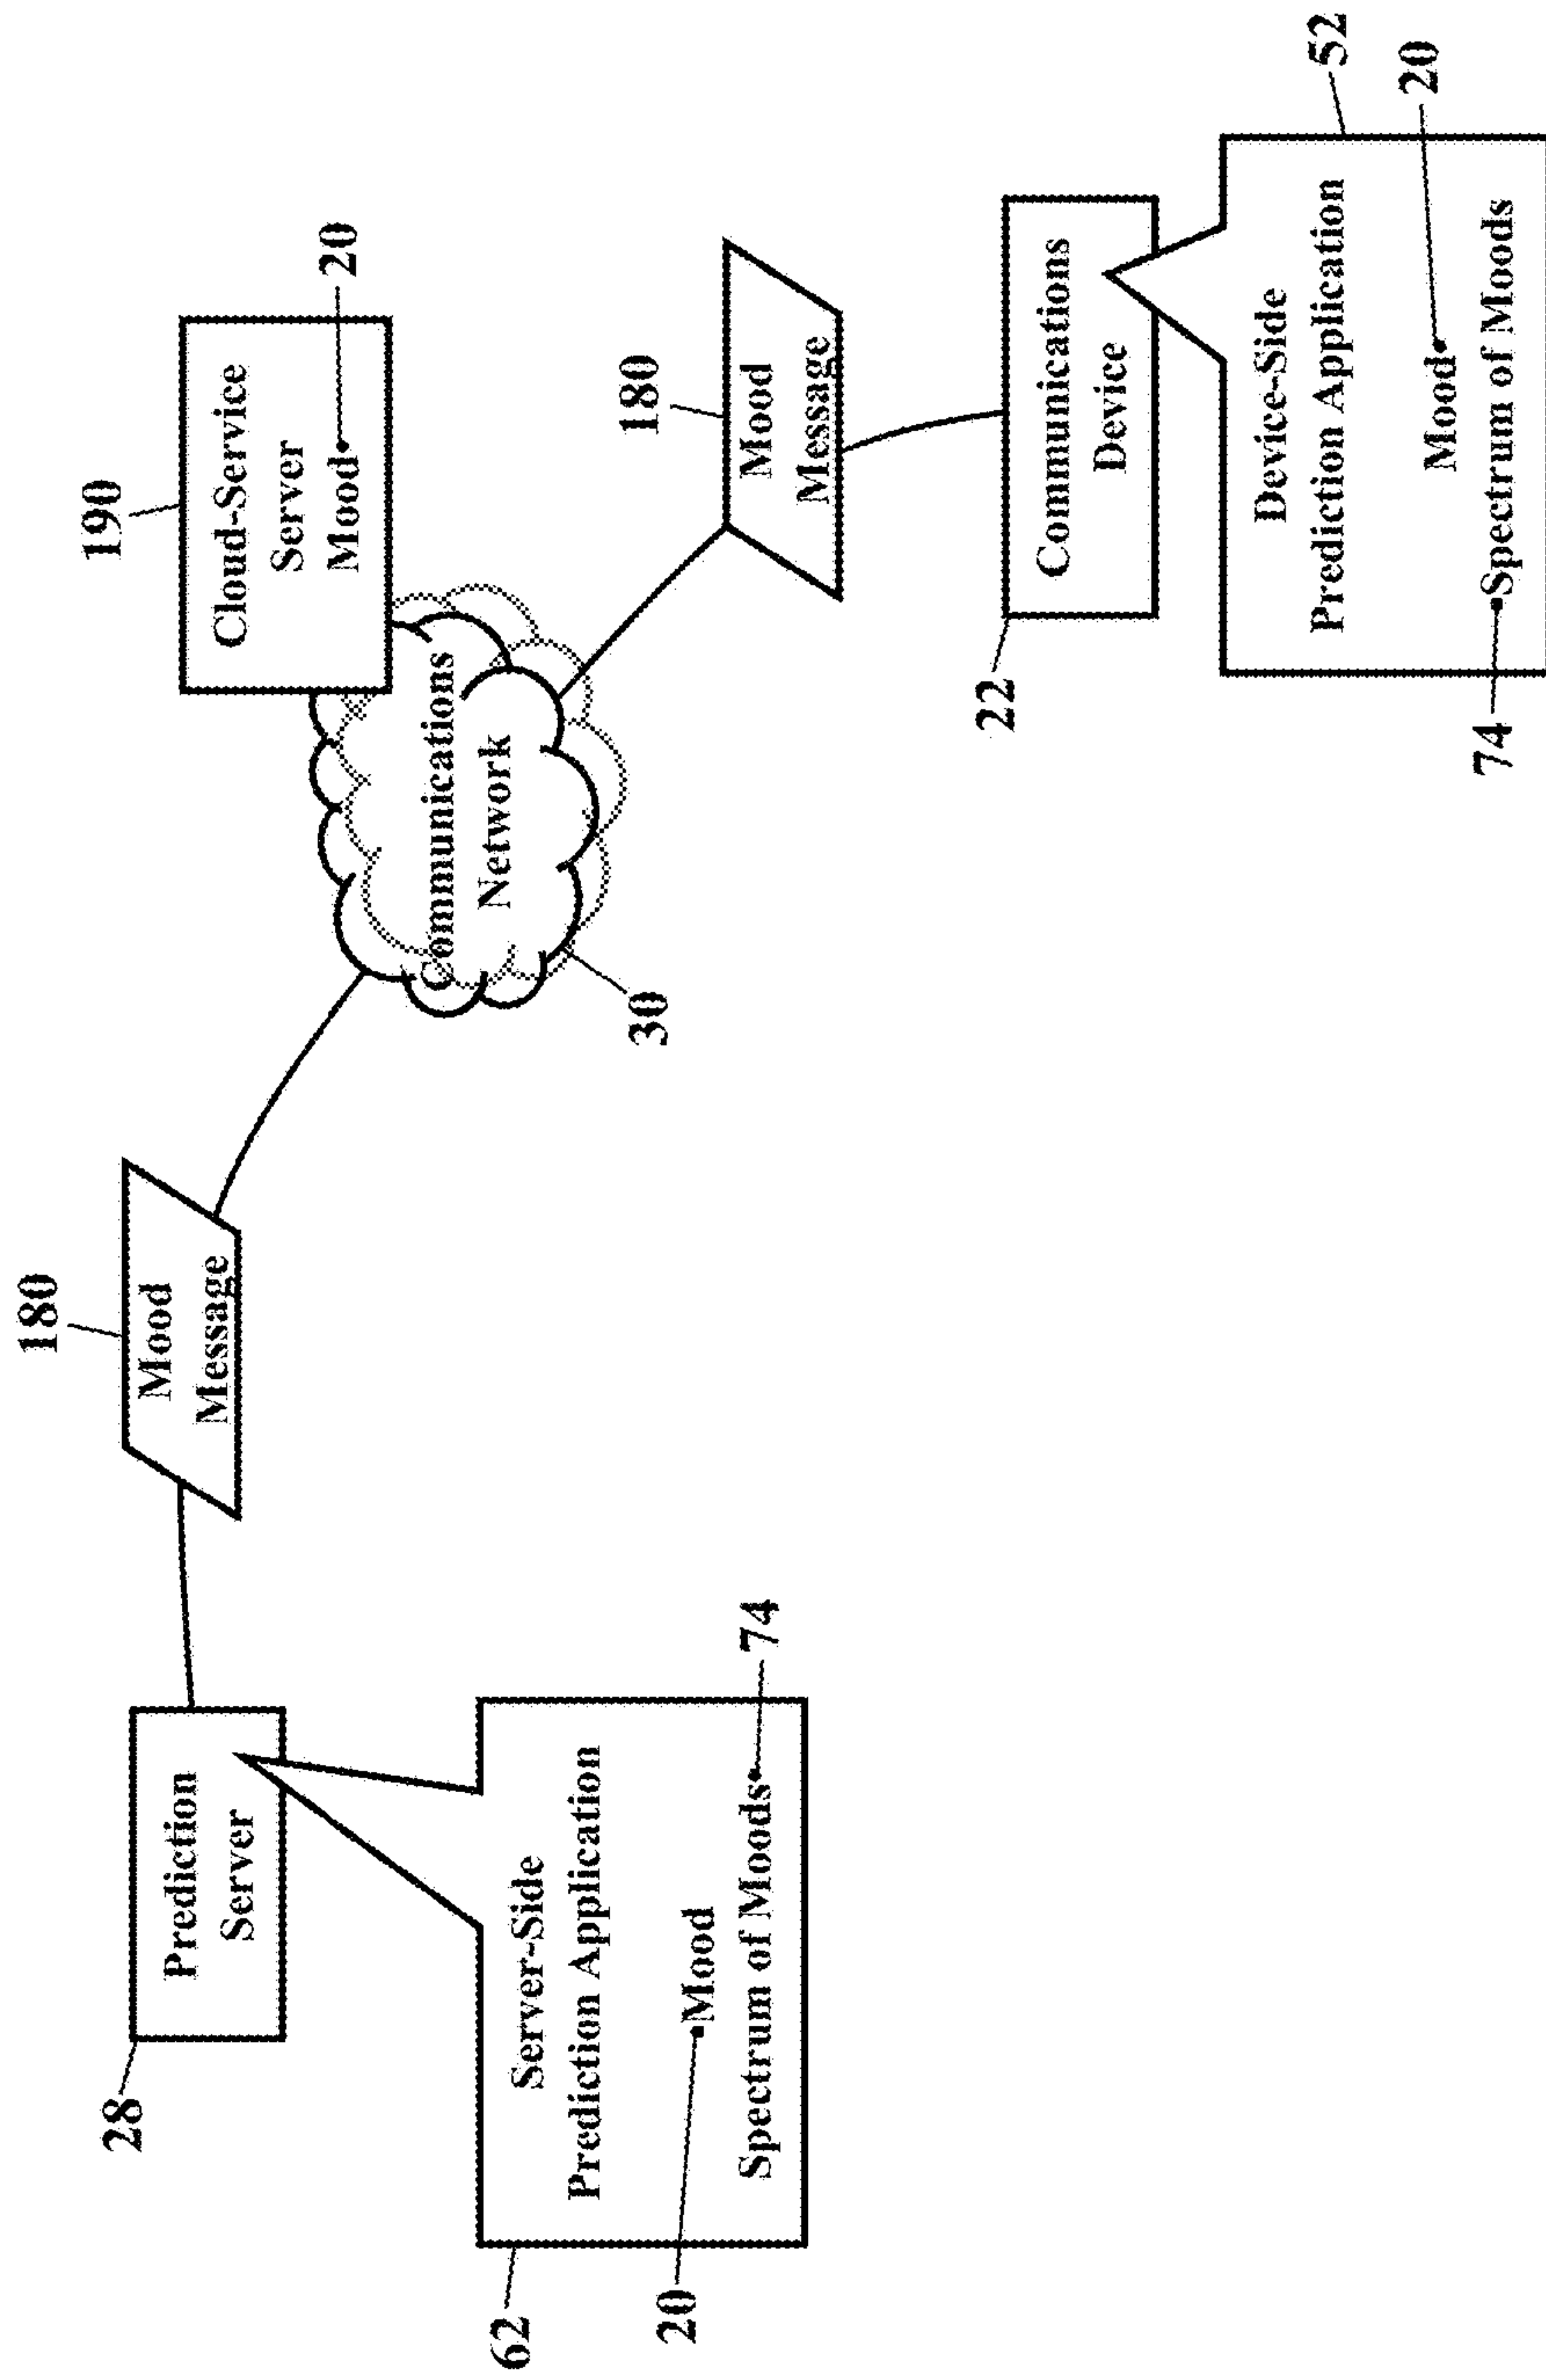 180
Mood
Message
28
Prediction
Server
190
Cloud-Service
Server
Mood
20
Communications
Network
30
62
Server-Side
Prediction Application
20
Mood
Spectrum of Moods
74
180
Mood
Message
22
Communications
Device
52
Device-Side
Prediction Application
Mood
20
74
Spectrum of Moods